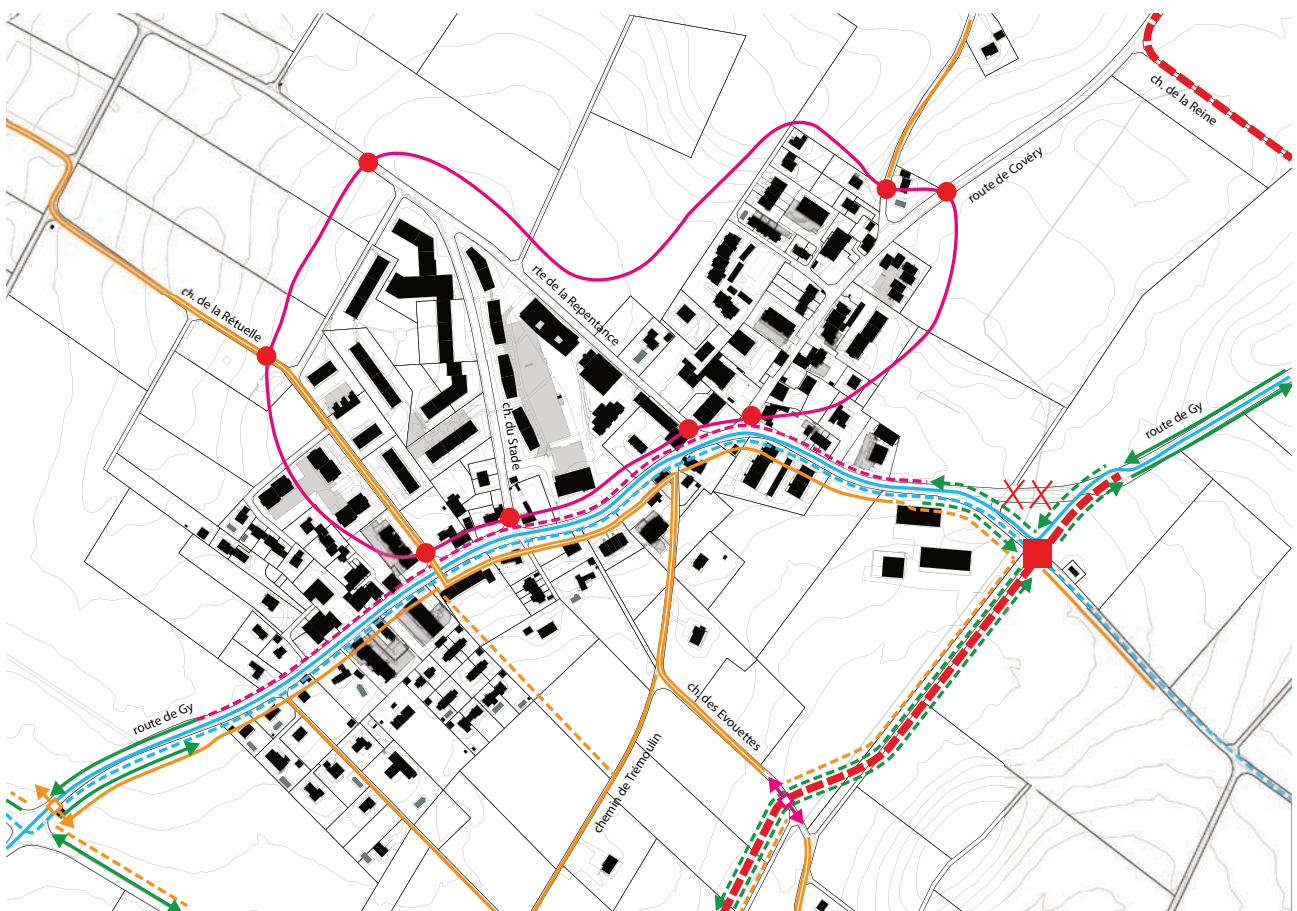 ch. de la Reine
route de Covéry
ch. de la Rétuelle
rte de la Repentance
route de Gy
ch. du Stade
route de Gy
ch. des Evouettes
chemin de Trémoulin